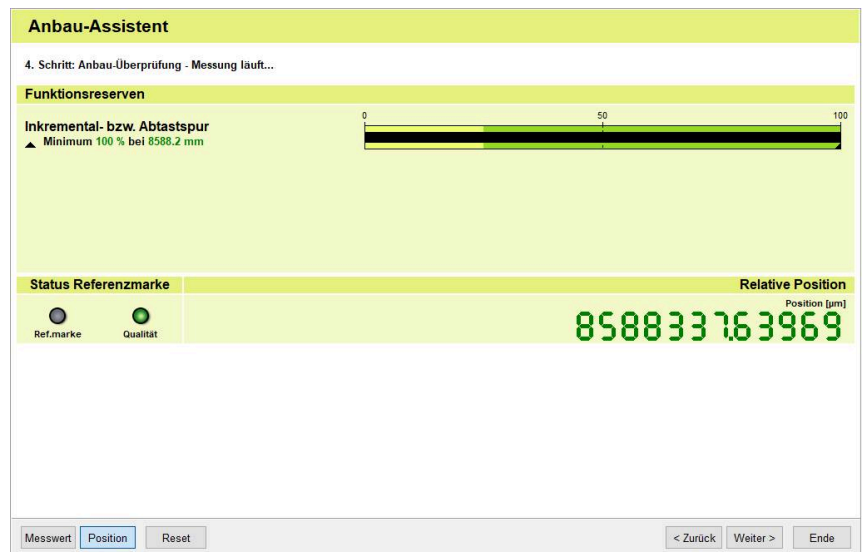 Anbau-Assistent
4. Schritt: Anbau-Überprüfung - Messung läuft...
Funktionsreserven
0 50 100
Inkremental- bzw. Abtastspur
Minimum 100 % bei 8588.2 mm
Status Referenzmarke Relative Position
Position [µm]
8588337.63969
Ref.marke Qualität
Messwert Position Reset < Zurück Weiter > Ende